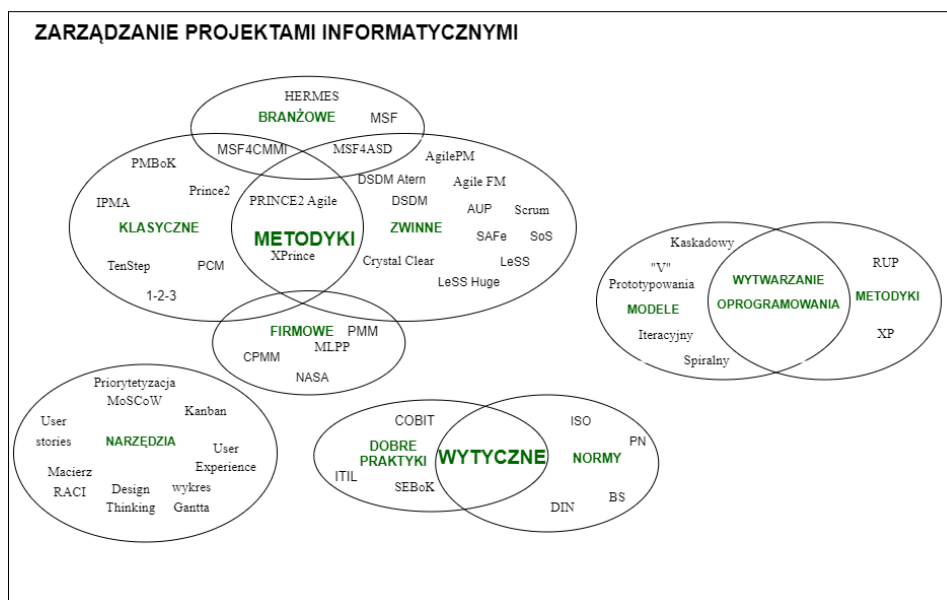 ZARZĄDZANIE PROJEKTAMI INFORMATYCZNYMI
HERMES
BRANŻOWE
MSF
MSF4CMMI
MSF4ASD
PMBoK
Prince2
IPMA
KLASYCZNE
TenStep
PCM
1-2-3
PRINCE2 Agile
METODYKI
XPrince
AgilePM
DSDM Atern
Agile FM
DSDM
AUP
Scrum
ZWINNE
SAFe
SoS
Crystal Clear
LeSS
LeSS Huge
FIRMOWE
PMM
MLPP
CPMM
NASA
Kaskadowy
"V"
Prototypowania
MODELE
Iteracyjny
Spiralny
WYTWARZANIE
OPROGRAMOWANIA
RUP
METODYKI
XP
Priorytetyzacja
MoSCoW
Kanban
User
stories
NARZĘDZIA
User
Experience
Macierz
RACI
Design
Thinking
wykres
Gantta
COBIT
DOBRE
PRAKTYKI
ITIL
SEBoK
WYTYCZNE
ISO
PN
NORMY
BS
DIN